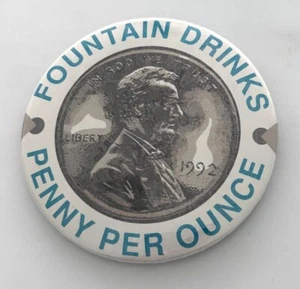 FOUNTAIN DRINKS
IN GOD WE TRUST
LIBERTY
1992
PENNY PER OUNCE